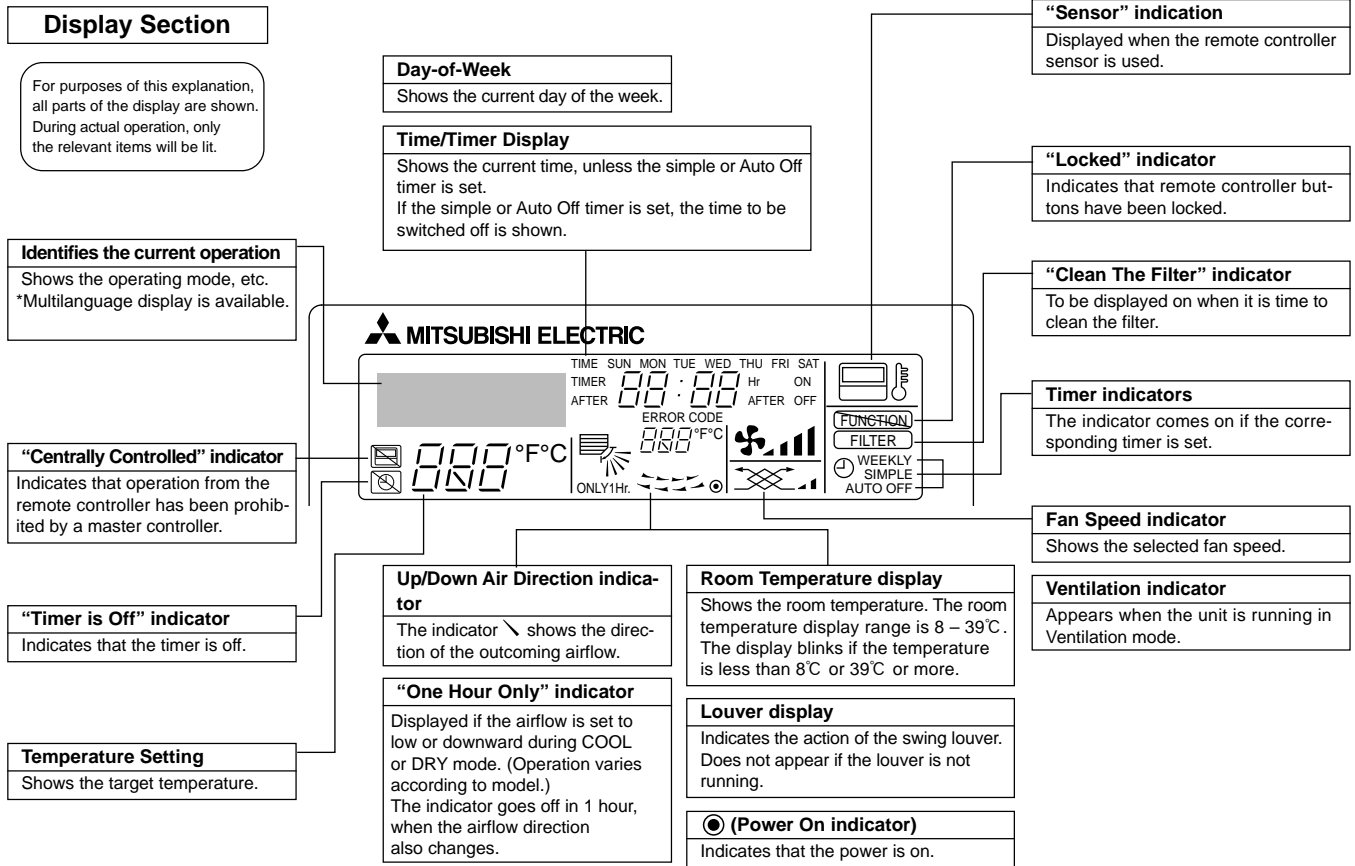 Display Section
For purposes of this explanation,
all parts of the display are shown.
During actual operation, only
the relevant items will be lit.
Identifies the current operation
Shows the operating mode, etc.
*Multilanguage display is available.
“Centrally Controlled” indicator
Indicates that operation from the
remote controller has been prohib-
ited by a master controller.
“Timer is Off” indicator
Indicates that the timer is off.
Temperature Setting
Shows the target temperature.
Day-of-Week
Shows the current day of the week.
Time/Timer Display
Shows the current time, unless the simple or Auto Off
timer is set.
If the simple or Auto Off timer is set, the time to be
switched off is shown.
MITSUBISHI ELECTRIC
TIME SUN MON TUE WED THU FRI SAT
TIMER 88:88 Hr ON
AFTER AFTER OFF
ERROR CODE
888 °F°C
888 °F°C
ONLY1Hr.
FUNCTION
FILTER
WEEKLY
SIMPLE
AUTO OFF
Up/Down Air Direction indica-
tor
The indicator shows the direc-
tion of the outcoming airflow.
“One Hour Only” indicator
Displayed if the airflow is set to
low or downward during COOL
or DRY mode. (Operation varies
according to model.)
The indicator goes off in 1 hour,
when the airflow direction
also changes.
Room Temperature display
Shows the room temperature. The room
temperature display range is 8 – 39℃.
The display blinks if the temperature
is less than 8℃ or 39℃ or more.
Louver display
Indicates the action of the swing louver.
Does not appear if the louver is not
running.
(Power On indicator)
Indicates that the power is on.
“Sensor” indication
Displayed when the remote controller
sensor is used.
“Locked” indicator
Indicates that remote controller but-
tons have been locked.
“Clean The Filter” indicator
To be displayed on when it is time to
clean the filter.
Timer indicators
The indicator comes on if the corre-
sponding timer is set.
Fan Speed indicator
Shows the selected fan speed.
Ventilation indicator
Appears when the unit is running in
Ventilation mode.